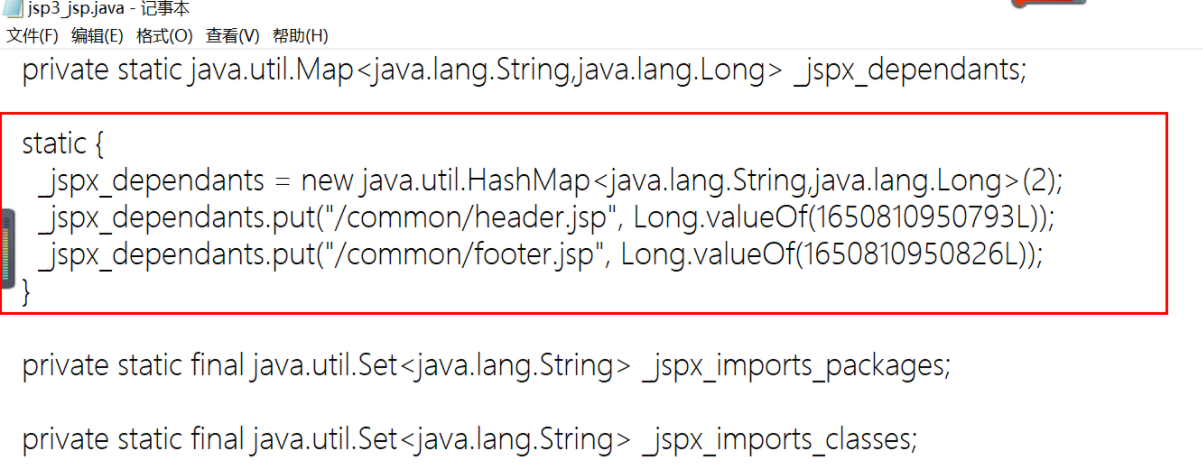 jsp3_jsp.java - 记事本
文件(F) 编辑(E) 格式(O) 查看(V) 帮助(H)
private static java.util.Map<java.lang.String,java.lang.Long> _jspx_dependants;
static {
_jspx_dependants = new java.util.HashMap<java.lang.String,java.lang.Long>(2);
_jspx_dependants.put("/common/header.jsp", Long.valueOf(1650810950793L));
_jspx_dependants.put("/common/footer.jsp", Long.valueOf(1650810950826L));
}
private static final java.util.Set<java.lang.String> _jspx_imports_packages;
private static final java.util.Set<java.lang.String> _jspx_imports_classes;